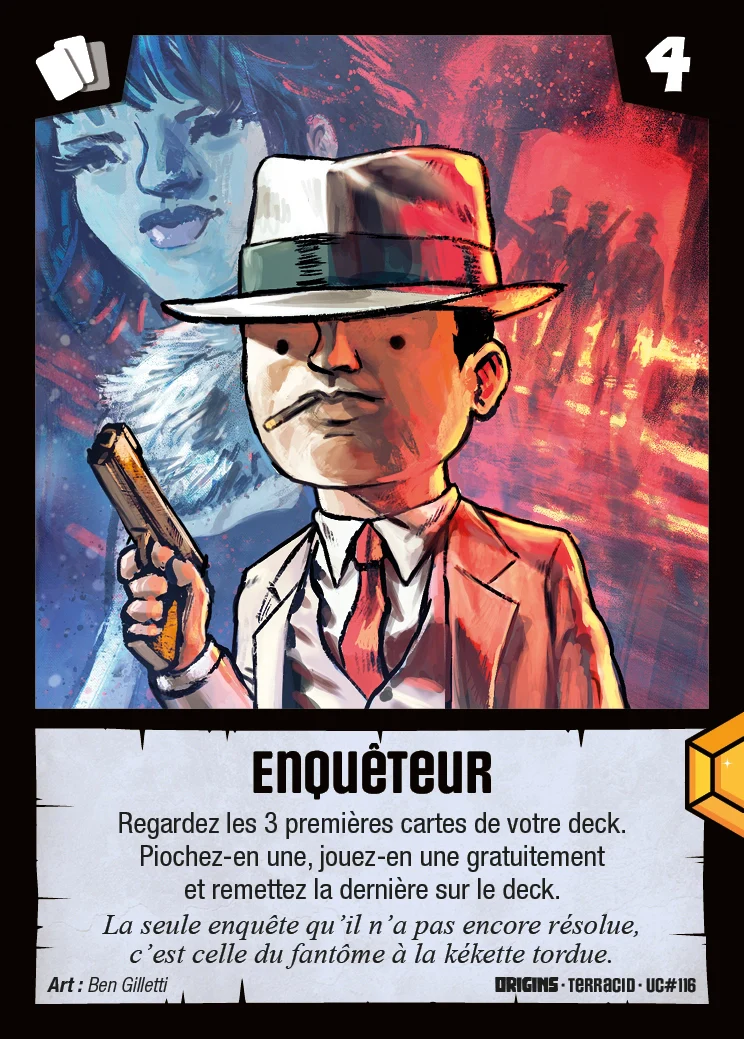 4
Enquêteur
Regardez les 3 premières cartes de votre deck.
Piochez-en une, jouez-en une gratuitement
et remettez la dernière sur le deck.
La seule enquête qu’il n’a pas encore résolue,
c’est celle du fantôme à la kékette tordue.
Art : Ben Gilletti
ORIGINS · TERRACID · UC#116